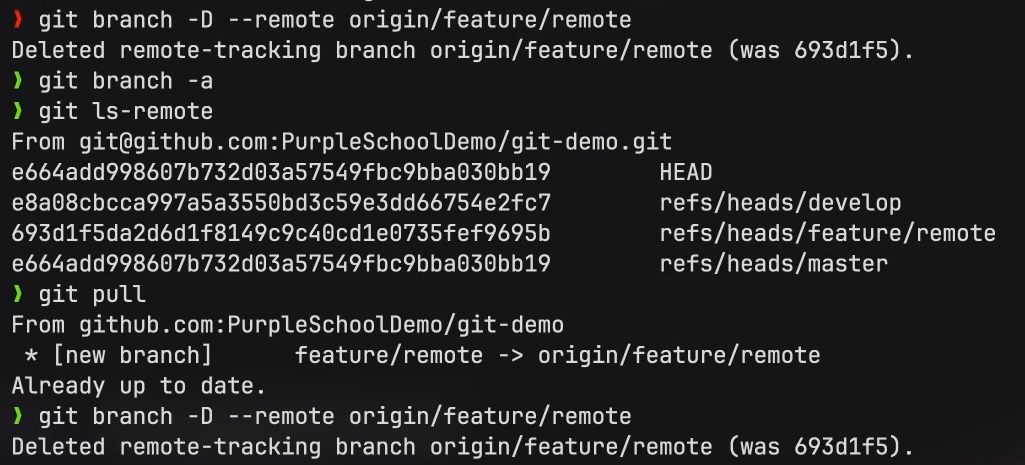 ❯ git branch -D --remote origin/feature/remote
Deleted remote-tracking branch origin/feature/remote (was 693d1f5).
❯ git branch -a
❯ git ls-remote
From git@github.com:PurpleSchoolDemo/git-demo.git
e664add998607b732d03a57549fbc9bba030bb19        HEAD
e8a08cbcca997a5a3550bd3c59e3dd66754e2fc7        refs/heads/develop
693d1f5da2d6d1f8149c9c40cd1e0735fef9695b        refs/heads/feature/remote
e664add998607b732d03a57549fbc9bba030bb19        refs/heads/master
❯ git pull
From github.com:PurpleSchoolDemo/git-demo
 * [new branch]      feature/remote -> origin/feature/remote
Already up to date.
❯ git branch -D --remote origin/feature/remote
Deleted remote-tracking branch origin/feature/remote (was 693d1f5).